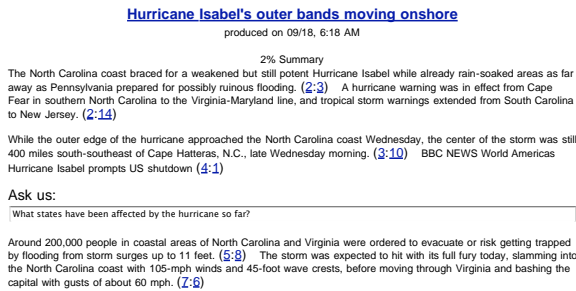 Hurricane Isabel's outer bands moving onshore
produced on 09/18, 6:18 AM
2% Summary
The North Carolina coast braced for a weakened but still potent Hurricane Isabel while already rain-soaked areas as far
away as Pennsylvania prepared for possibly ruinous flooding. (2:3) A hurricane warning was in effect from Cape
Fear in southern North Carolina to the Virginia-Maryland line, and tropical storm warnings extended from South Carolina
to New Jersey. (2:14)
While the outer edge of the hurricane approached the North Carolina coast Wednesday, the center of the storm was still
400 miles south-southeast of Cape Hatteras, N.C., late Wednesday morning. (3:10) BBC NEWS World Americas
Hurricane Isabel prompts US shutdown (4:1)
Ask us:
What states have been affected by the hurricane so far?
Around 200,000 people in coastal areas of North Carolina and Virginia were ordered to evacuate or risk getting trapped
by flooding from storm surges up to 11 feet. (5:8) The storm was expected to hit with its full fury today, slamming into
the North Carolina coast with 105-mph winds and 45-foot wave crests, before moving through Virginia and bashing the
capital with gusts of about 60 mph. (7:6)